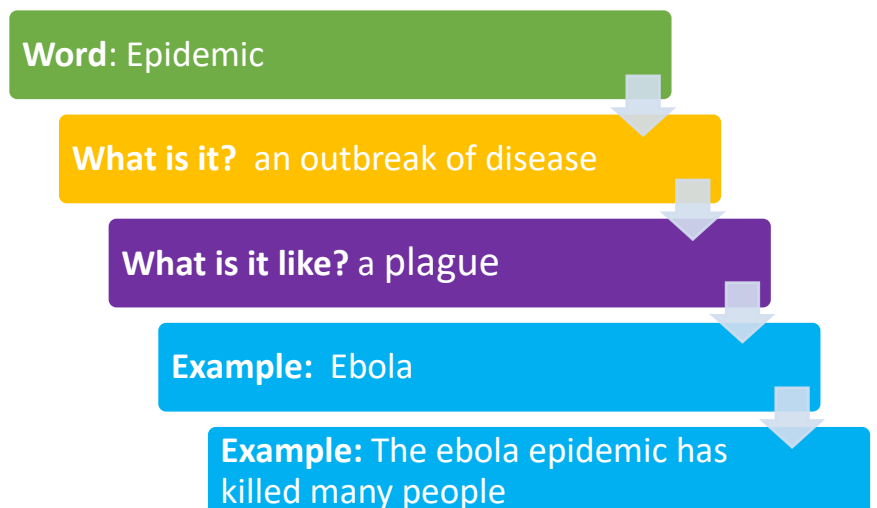 Word: Epidemic
What is it?  an outbreak of disease
What is it like? a plague
Example:  Ebola
Example: The ebola epidemic has
killed many people